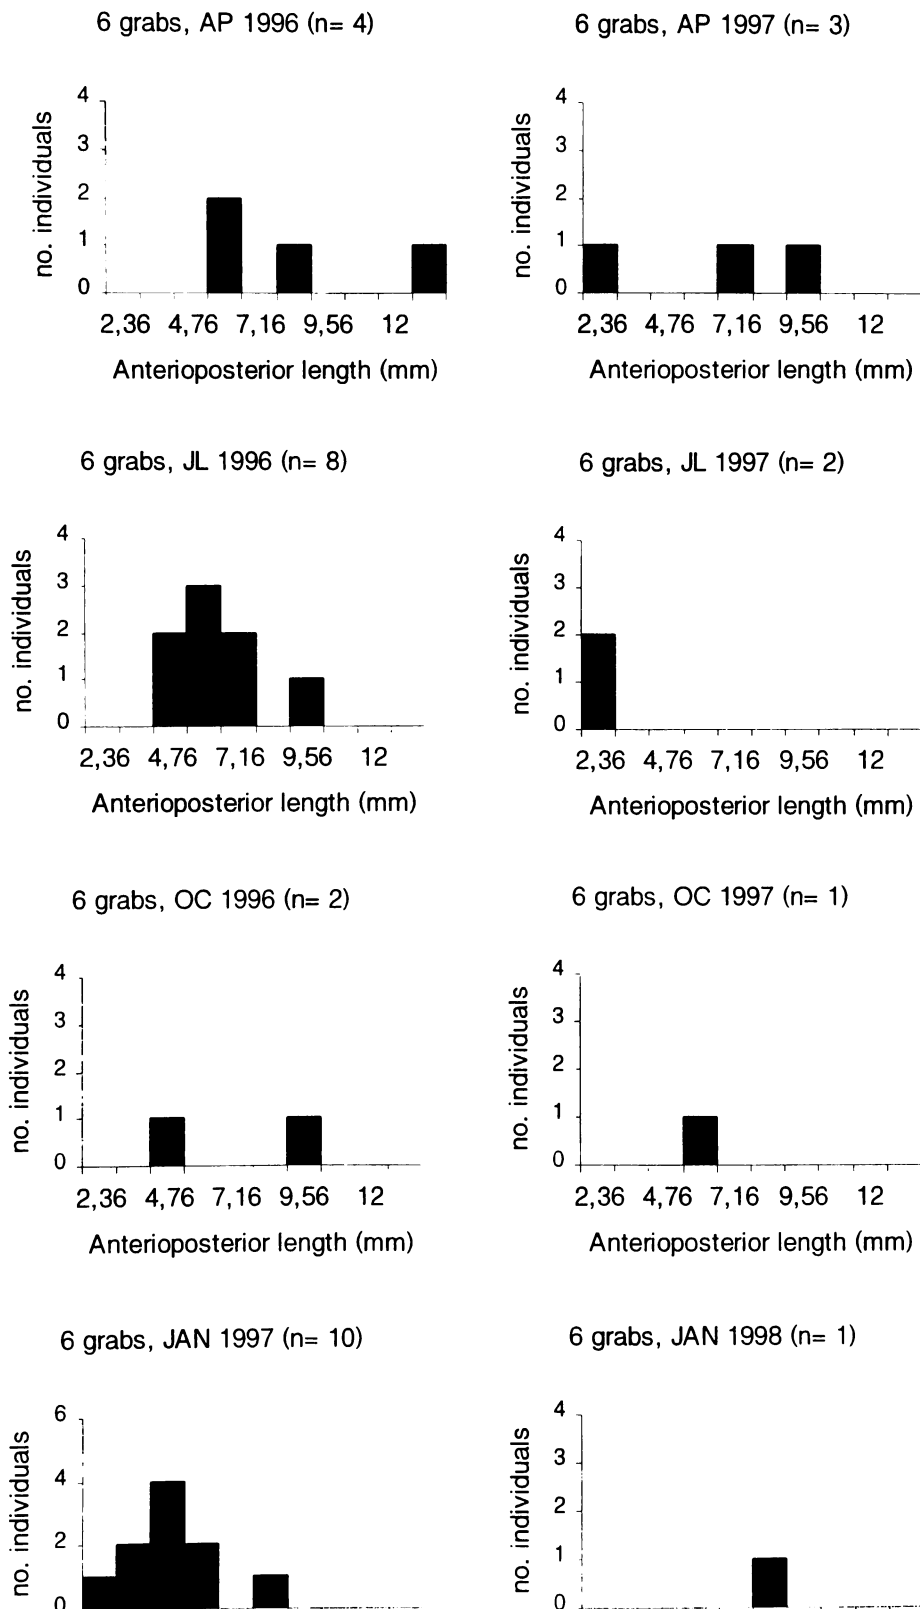 6 grabs, AP 1996 (n= 4)
no. individuals
4
3
2
1
0
2,36 4,76 7,16 9,56 12
Anterioposterior length (mm)
6 grabs, AP 1997 (n= 3)
no. individuals
4
3
2
1
0
2,36 4,76 7,16 9,56 12
Anterioposterior length (mm)
6 grabs, JL 1996 (n= 8)
no. individuals
4
3
2
1
0
2,36 4,76 7,16 9,56 12
Anterioposterior length (mm)
6 grabs, JL 1997 (n= 2)
no. individuals
4
3
2
1
0
2,36 4,76 7,16 9,56 12
Anterioposterior length (mm)
6 grabs, OC 1996 (n= 2)
no. individuals
4
3
2
1
0
2,36 4,76 7,16 9,56 12
Anterioposterior length (mm)
6 grabs, OC 1997 (n= 1)
no. individuals
4
3
2
1
0
2,36 4,76 7,16 9,56 12
Anterioposterior length (mm)
6 grabs, JAN 1997 (n= 10)
no. individuals
6
4
2
0
6 grabs, JAN 1998 (n= 1)
no. individuals
4
3
2
1
0